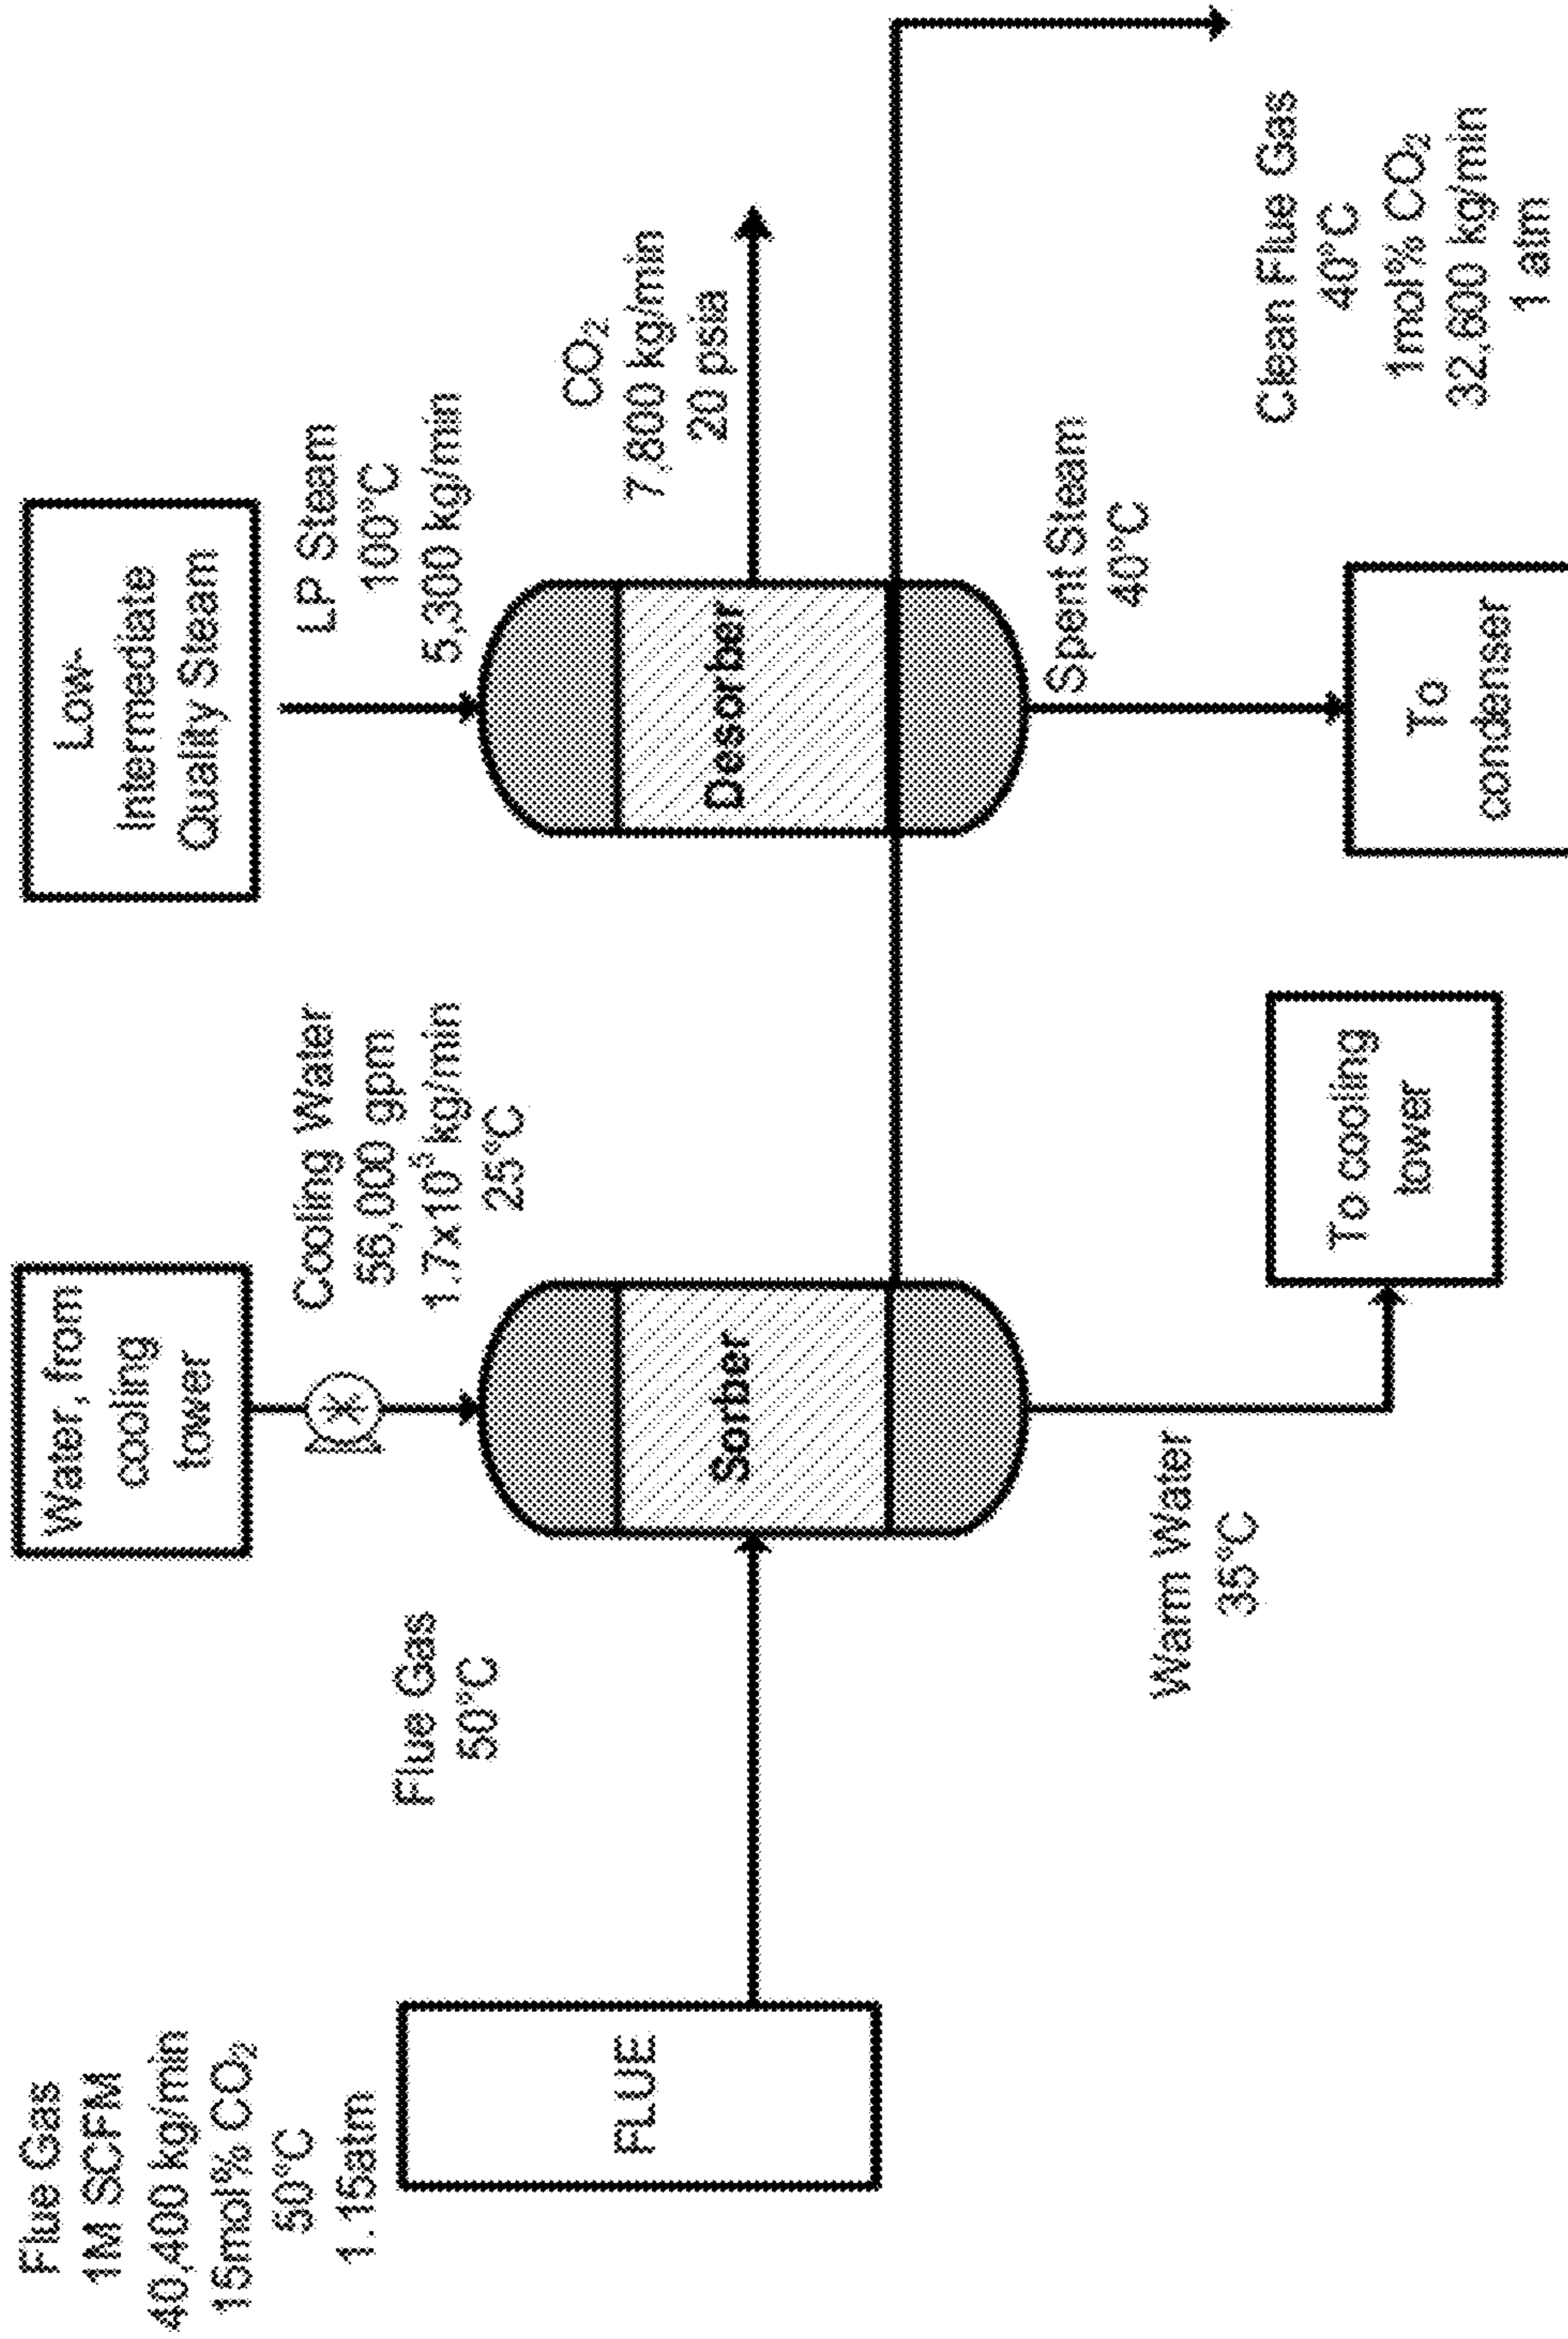 Flue Gas
1M SCFM
40,400 kg/min
15mol% CO₂
50°C
1.15atm
FLUE
Flue Gas
50°C
Water, from
cooling
tower
Cooling Water
56,000 gpm
1.7x10⁵ kg/min
25°C
Sorber
Warm Water
35°C
To cooling
tower
Low-
Intermediate
Quality Steam
LP Steam
100°C
5,300 kg/min
Desorber
CO₂
7,800 kg/min
20 psia
Spent Steam
40°C
To
condenser
Clean Flue Gas
40°C
1mol% CO₂
32,600 kg/min
1 atm